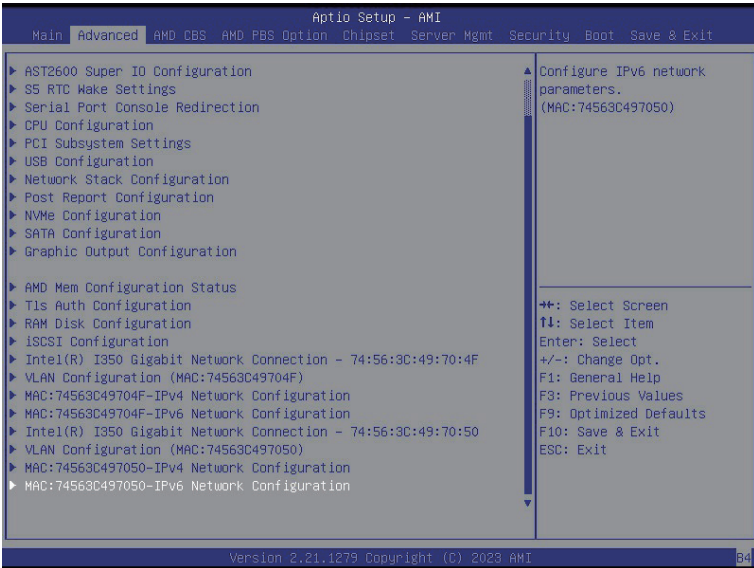 Aptio Setup – AMI
Main Advanced AMD CBS AMD PBS Option Chipset Server Mgmt Security Boot Save & Exit
AST2600 Super IO Configuration
S5 RTC Wake Settings
Serial Port Console Redirection
CPU Configuration
PCI Subsystem Settings
USB Configuration
Network Stack Configuration
Post Report Configuration
NVMe Configuration
SATA Configuration
Graphic Output Configuration
AMD Mem Configuration Status
Tls Auth Configuration
RAM Disk Configuration
iSCSI Configuration
Intel(R) I350 Gigabit Network Connection – 74:56:3C:49:70:4F
VLAN Configuration (MAC:74563C49704F)
MAC:74563C49704F-IPv4 Network Configuration
MAC:74563C49704F-IPv6 Network Configuration
Intel(R) I350 Gigabit Network Connection – 74:56:3C:49:70:50
VLAN Configuration (MAC:74563C497050)
MAC:74563C497050-IPv4 Network Configuration
MAC:74563C497050-IPv6 Network Configuration
Configure IPv6 network
parameters.
(MAC:74563C497050)
→←: Select Screen
↑↓: Select Item
Enter: Select
+/-: Change Opt.
F1: General Help
F3: Previous Values
F9: Optimized Defaults
F10: Save & Exit
ESC: Exit
Version 2.21.1279 Copyright (C) 2023 AMI
B4